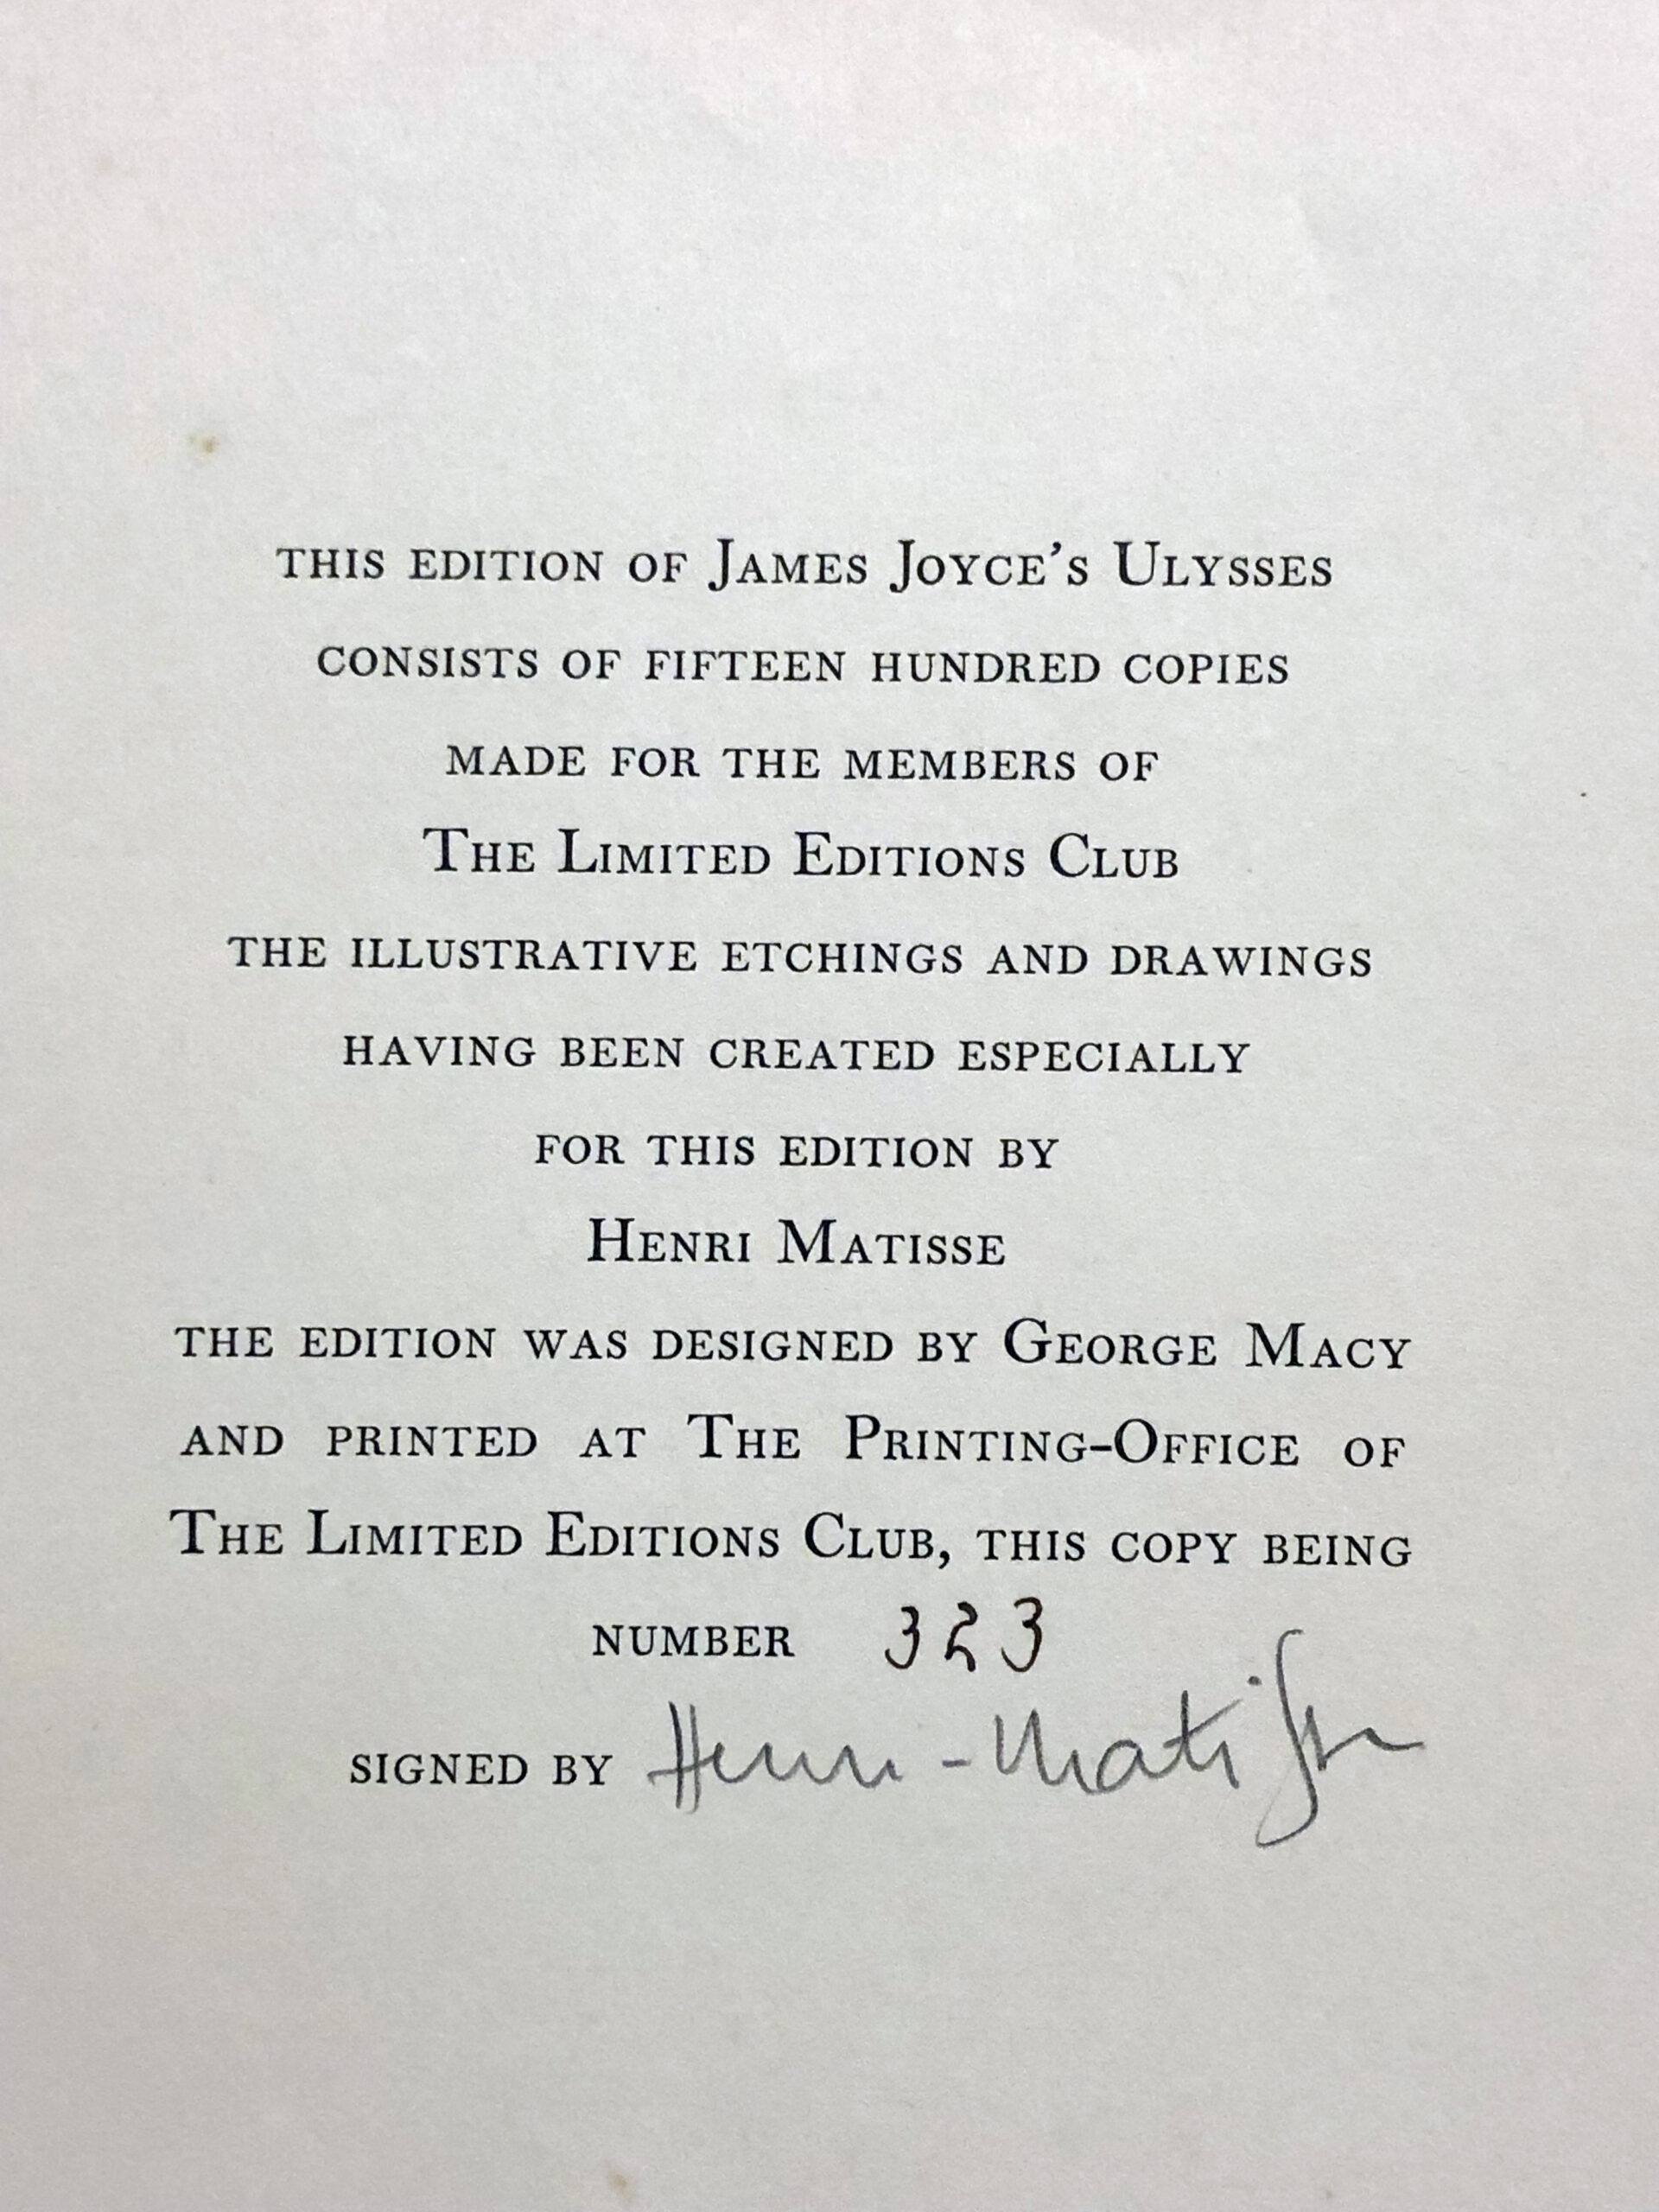 THIS EDITION OF JAMES JOYCE'S ULYSSES
CONSISTS OF FIFTEEN HUNDRED COPIES
MADE FOR THE MEMBERS OF
THE LIMITED EDITIONS CLUB
THE ILLUSTRATIVE ETCHINGS AND DRAWINGS
HAVING BEEN CREATED ESPECIALLY
FOR THIS EDITION BY
HENRI MATISSE
THE EDITION WAS DESIGNED BY GEORGE MACY
AND PRINTED AT THE PRINTING-OFFICE OF
THE LIMITED EDITIONS CLUB, THIS COPY BEING
NUMBER 323
SIGNED BY Henri-Matisse